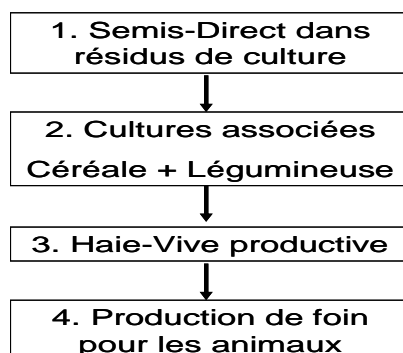 1. Semis-Direct dans
résidus de culture
2. Cultures associées
Céréale + Légumineuse
3. Haie-Vive productive
4. Production de foin
pour les animaux